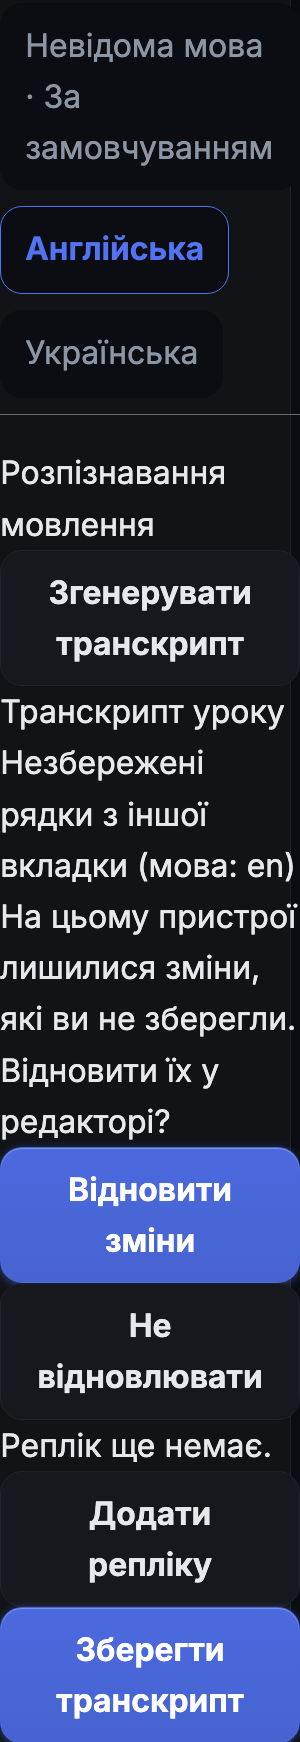 Невідома мова
· За
замовчуванням
Англійська
Українська
Розпізнавання
мовлення
Згенерувати
транскрипт
Транскрипт уроку
Незбережені
рядки з іншої
вкладки (мова: en)
На цьому пристрої
лишилися зміни,
які ви не зберегли.
Відновити їх у
редакторі?
Відновити
зміни
Не
відновлювати
Реплік ще немає.
Додати
репліку
Зберегти
транскрипт